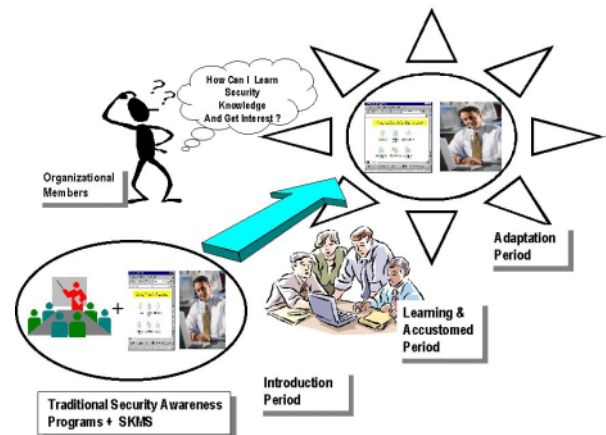 How Can I Learn
Security
Knowledge
And Get Interest ?
Organizational
Members
Adaptation
Period
Learning &
Accustomed
Period
Introduction
Period
+
Traditional Security Awareness
Programs + SKMS